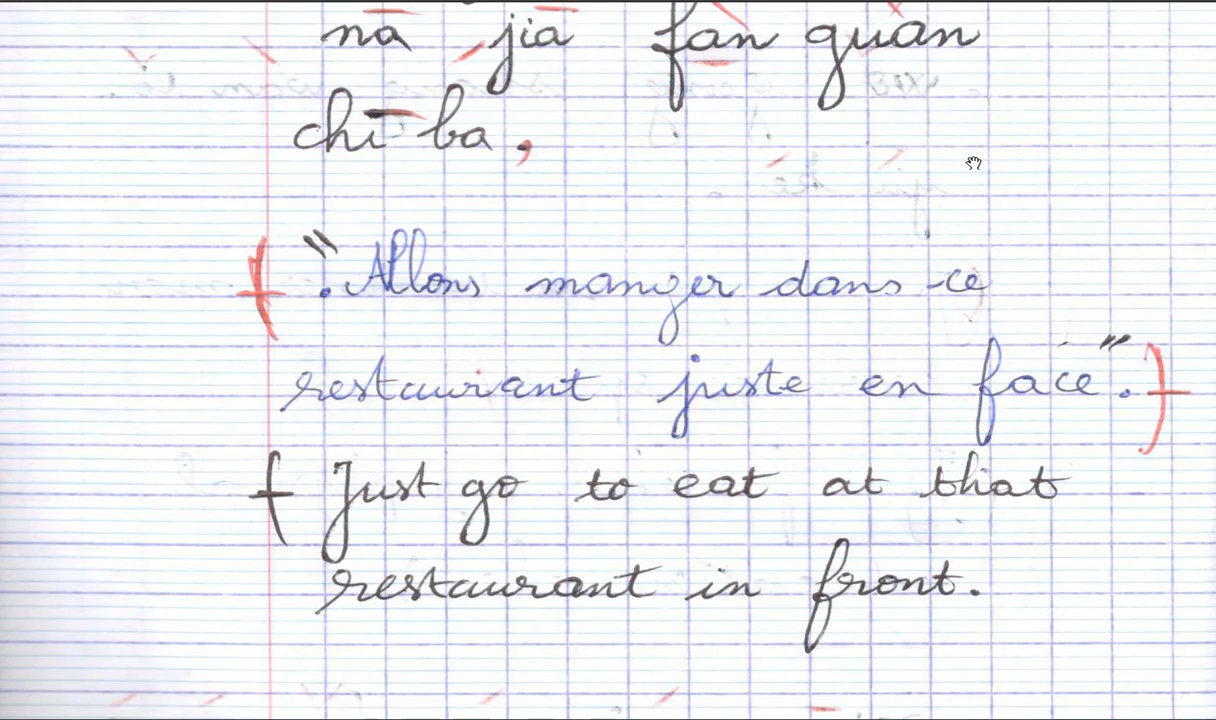 nā jiā fàn guǎn
chī ba,
{ ". Allons manger dans ce
restaurant juste en face". }
{ Just go to eat at that
restaurant in front.